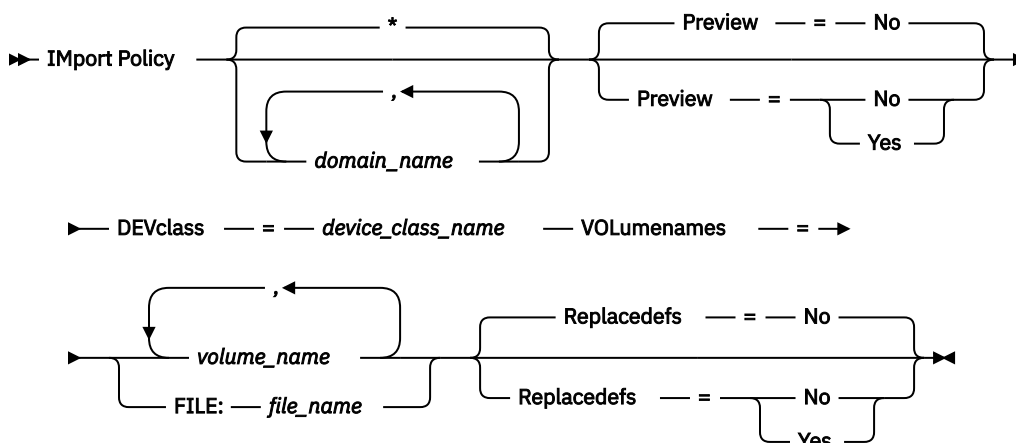 *
Preview = No
IMport Policy
,
Preview = No
Yes
domain_name
DEVclass = device_class_name VOLumenames =
,
Replacedefs = No
volume_name
Replacedefs = No
FILE: file_name
Yes